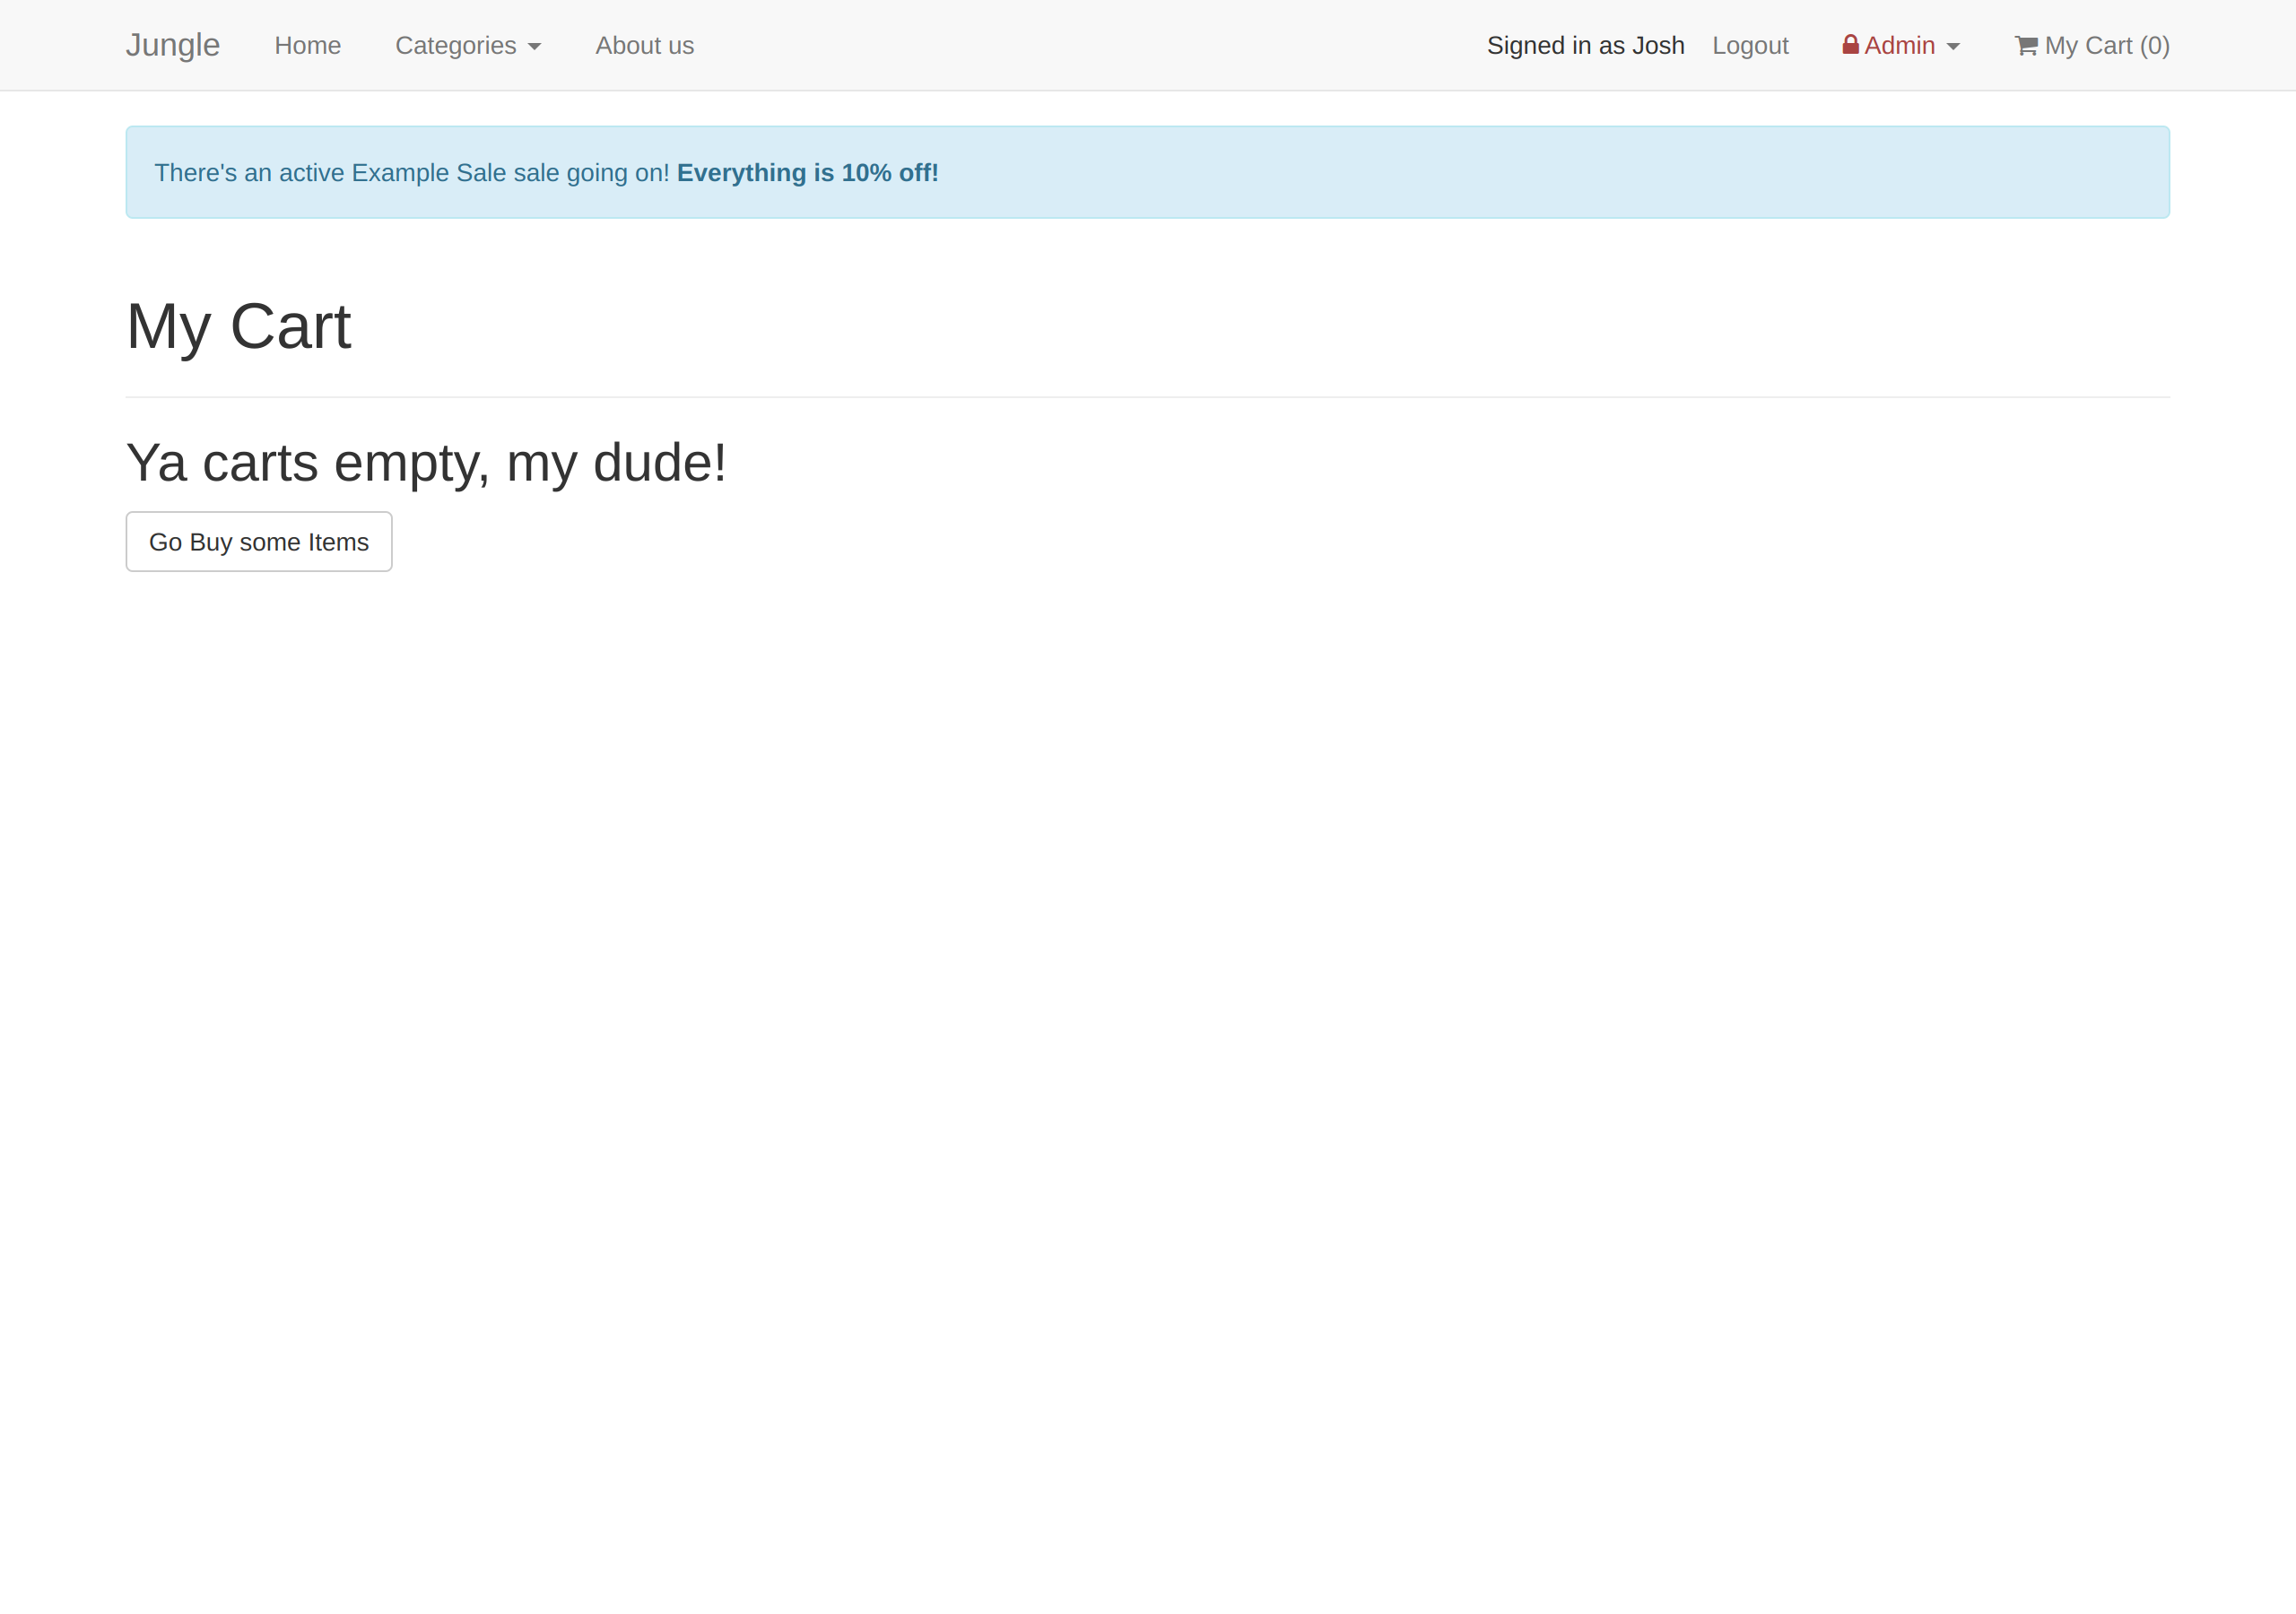 Jungle Home Categories About us Signed in as Josh Logout Admin My Cart (0)
There's an active Example Sale sale going on! Everything is 10% off!
My Cart
Ya carts empty, my dude!
Go Buy some Items